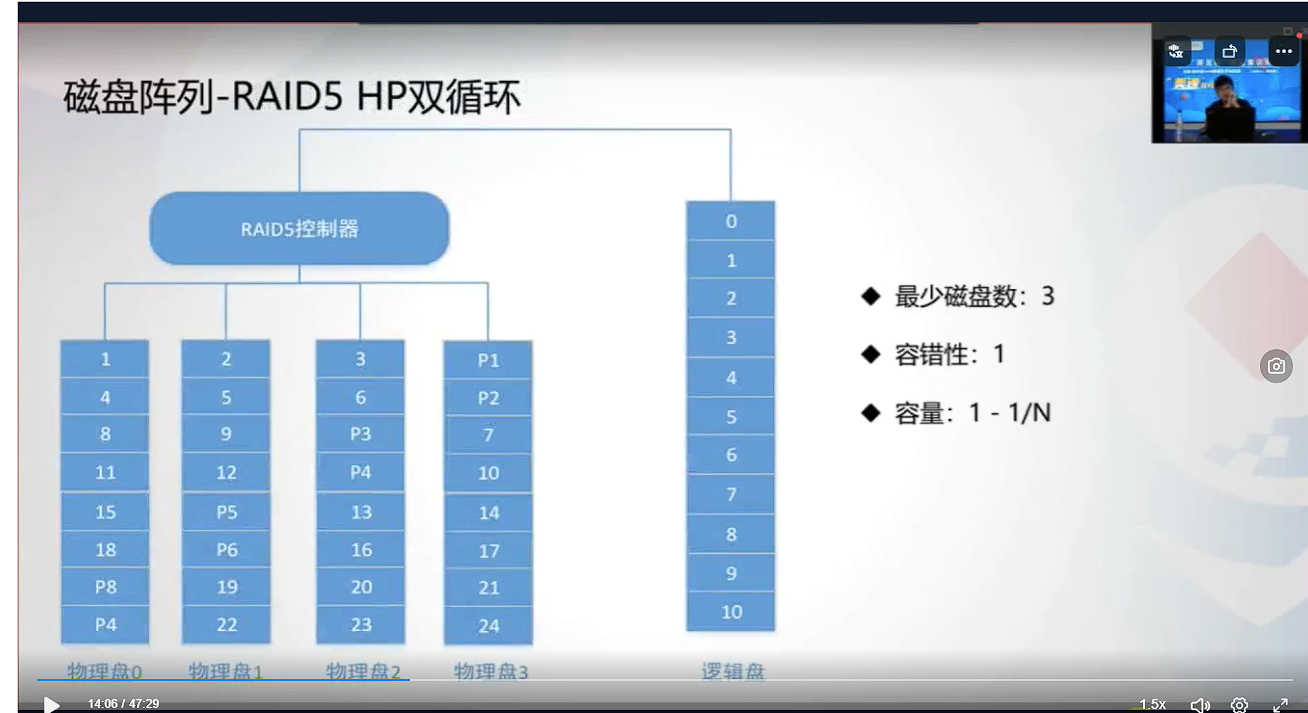 磁盘阵列-RAID5 HP双循环
RAID5控制器
1 2 3 P1
4 5 6 P2
8 9 P3 7
11 12 P4 10
15 P5 13 14
18 P6 16 17
P8 19 20 21
P4 22 23 24
物理盘0 物理盘1 物理盘2 物理盘3
0
1
2
3
4
5
6
7
8
9
10
逻辑盘
◆ 最少磁盘数：3
◆ 容错性：1
◆ 容量：1 - 1/N
14:06 / 47:29
1.5x